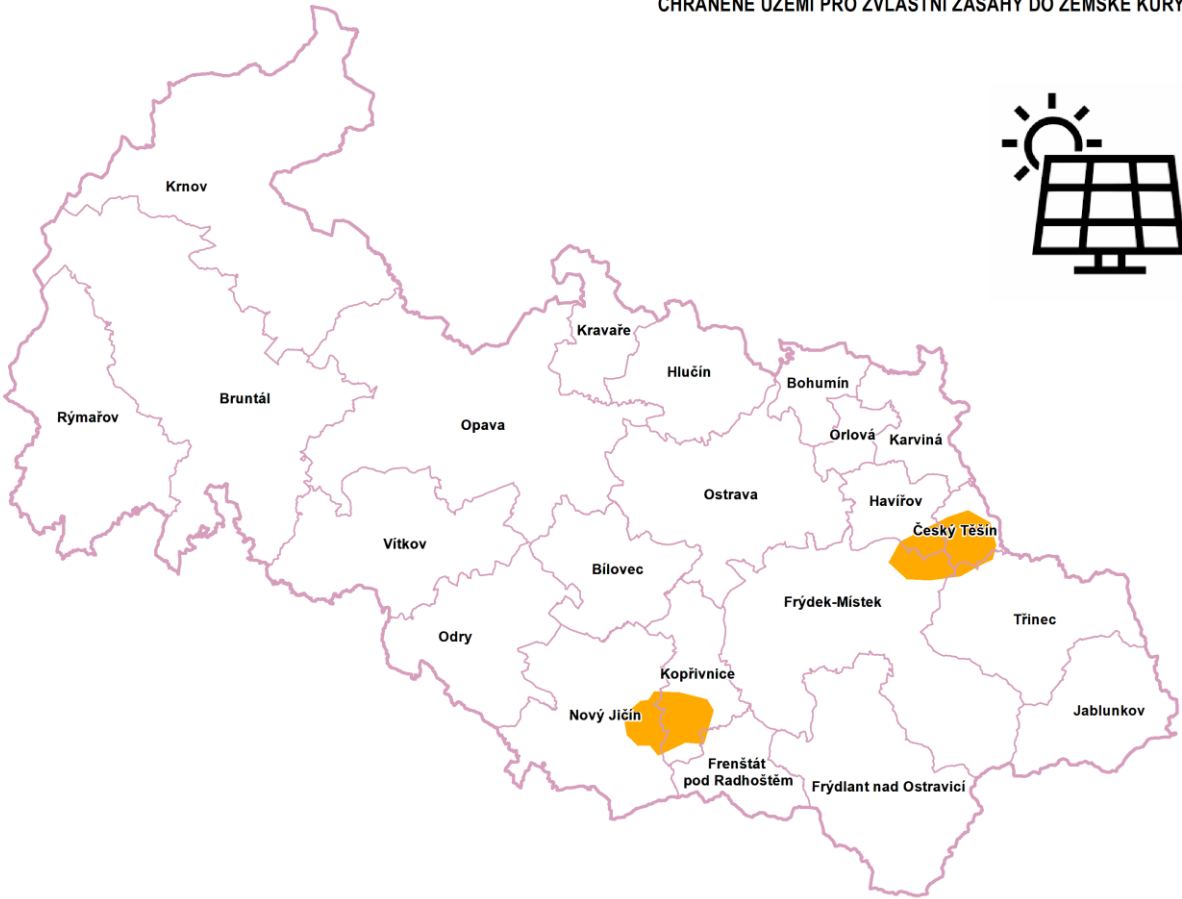 CHRÁNĚNÉ ÚZEMÍ PRO ZVLÁŠTNÍ ZÁSAHY DO ZEMSKÉ KŮRY
Krnov
Kravaře
Hlučín
Bohumín
Rýmařov
Bruntál
Opava
Orlová
Karviná
Ostrava
Havířov
Český Těšín
Vítkov
Bílovec
Frýdek-Místek
Třinec
Odry
Kopřivnice
Nový Jičín
Jablunkov
Frenštát
pod Radhoštěm
Frýdlant nad Ostravicí